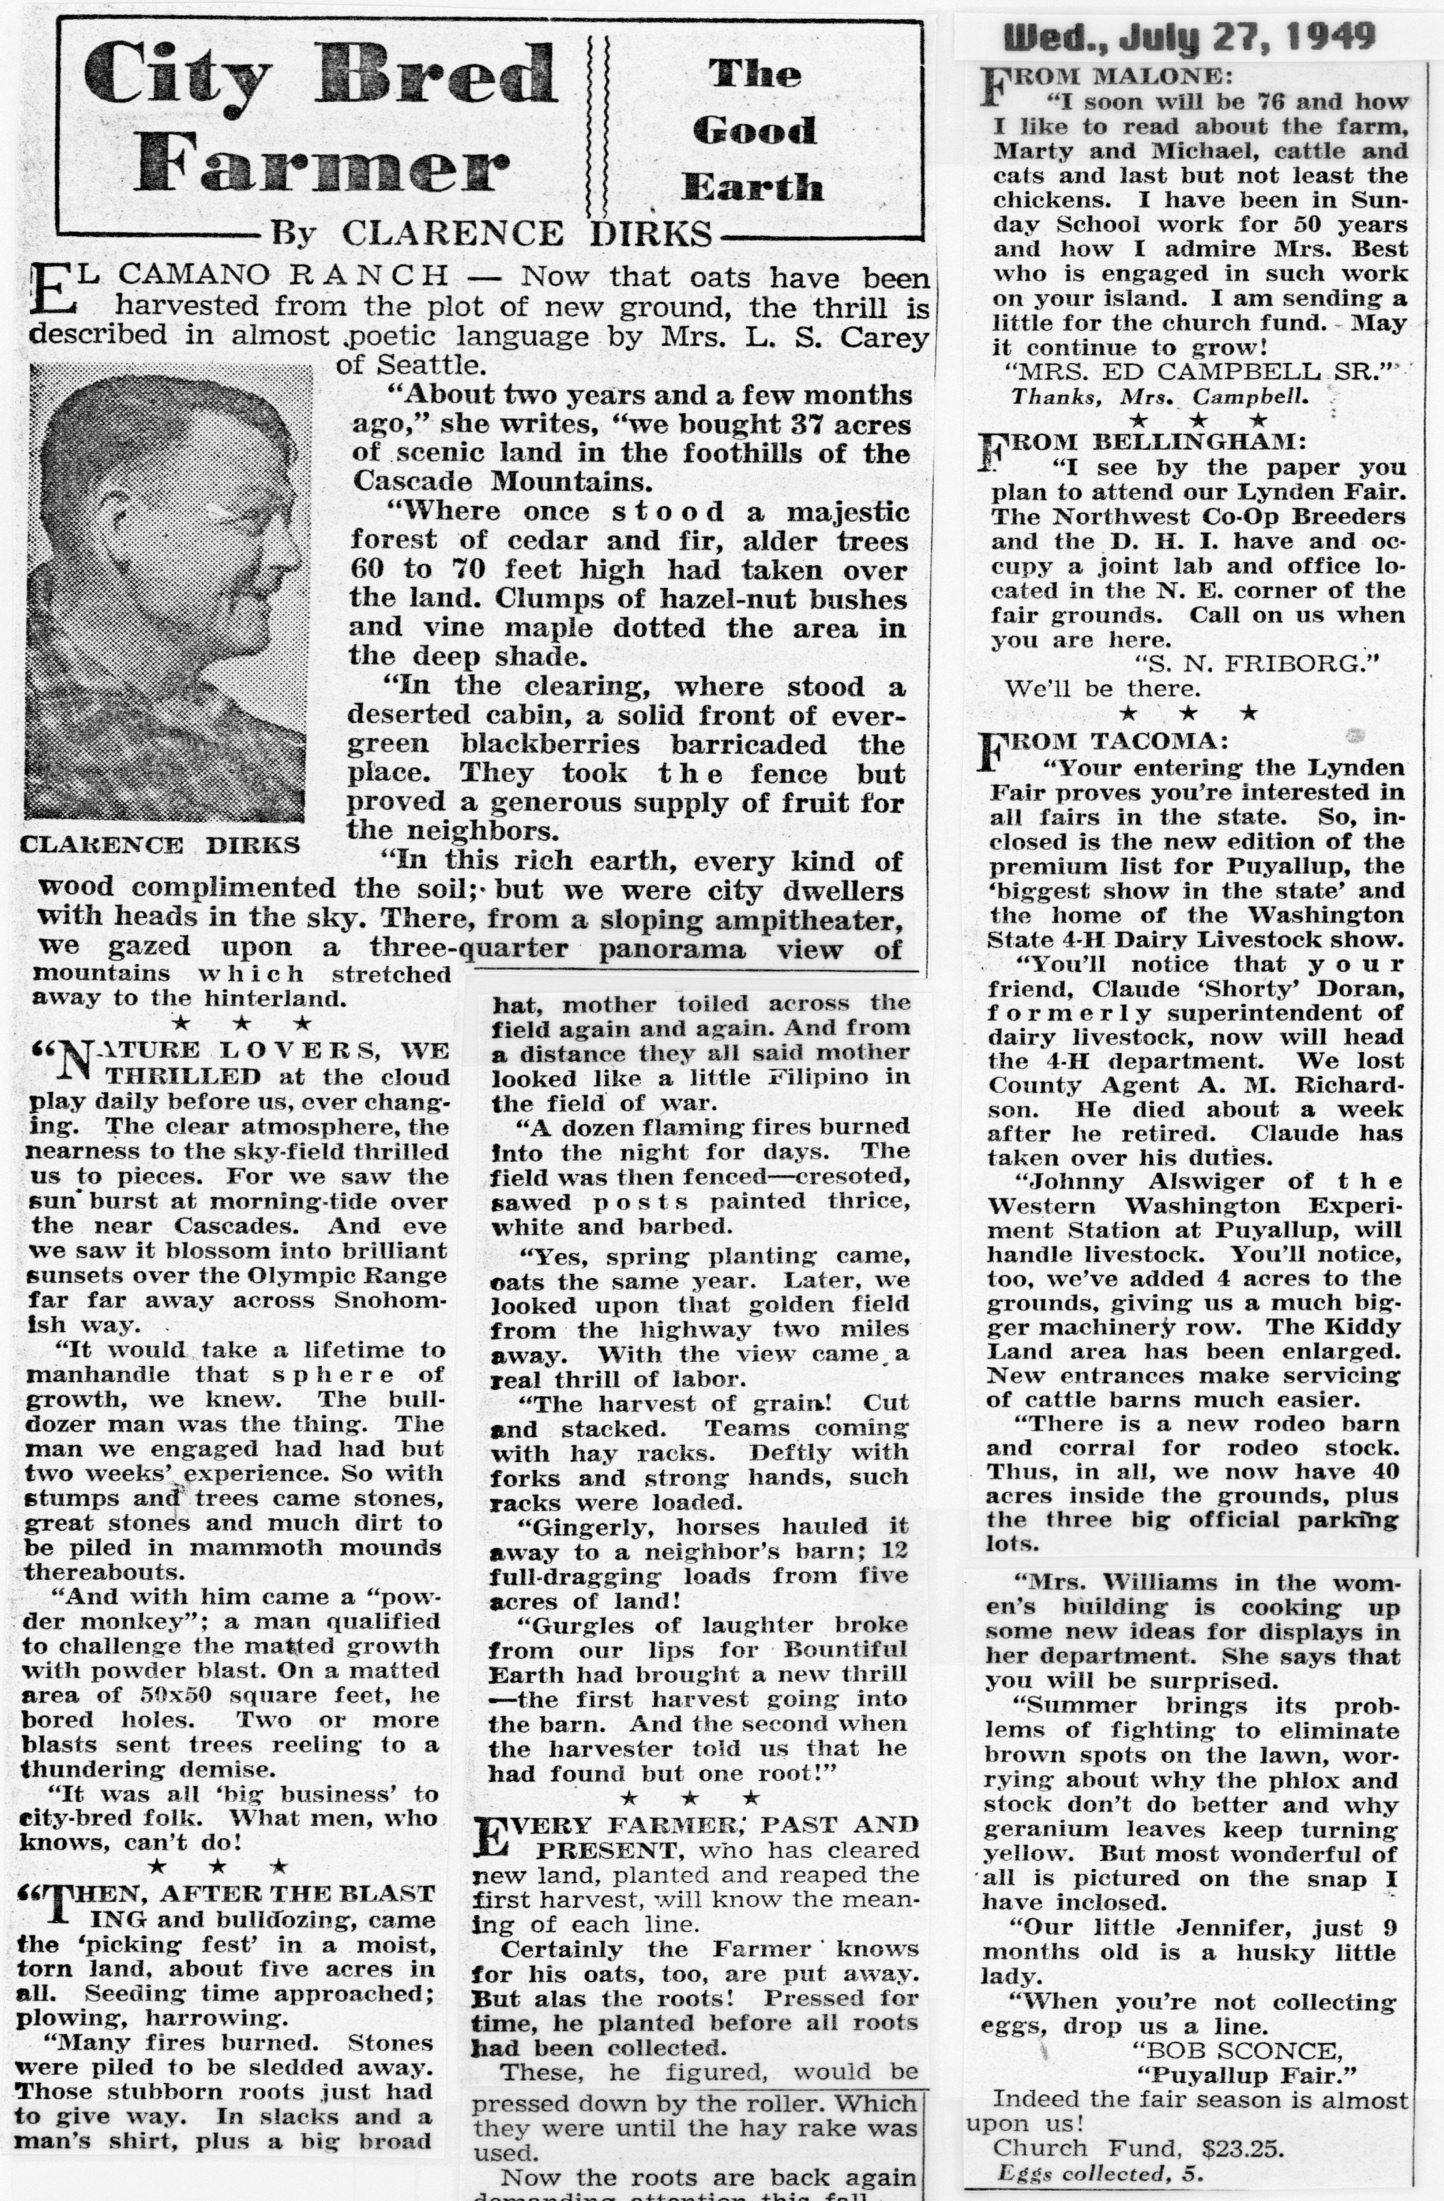 City Bred
Farmer
The
Good
Earth
By CLARENCE DIRKS
EL CAMANO RANCH — Now that oats have been
harvested from the plot of new ground, the thrill is
described in almost poetic language by Mrs. L. S. Carey
of Seattle.
"About two years and a few months
ago," she writes, "we bought 37 acres
of scenic land in the foothills of the
Cascade Mountains.
"Where once stood a majestic
forest of cedar and fir, alder trees
60 to 70 feet high had taken over
the land. Clumps of hazel-nut bushes
and vine maple dotted the area in
the deep shade.
"In the clearing, where stood a
deserted cabin, a solid front of ever-
green blackberries barricaded the
place. They took the fence but
proved a generous supply of fruit for
the neighbors.
CLARENCE DIRKS
"In this rich earth, every kind of
wood complimented the soil; but we were city dwellers
with heads in the sky. There, from a sloping ampitheater,
we gazed upon a three-quarter panorama view of
mountains which stretched
away to the hinterland.
★ ★ ★
"NATURE LOVERS, WE
THRILLED at the cloud
play daily before us, ever chang-
ing. The clear atmosphere, the
nearness to the sky-field thrilled
us to pieces. For we saw the
sun burst at morning-tide over
the near Cascades. And eve
we saw it blossom into brilliant
sunsets over the Olympic Range
far far away across Snohom-
ish way.
"It would take a lifetime to
manhandle that sphere of
growth, we knew. The bull-
dozer man was the thing. The
man we engaged had had but
two weeks' experience. So with
stumps and trees came stones,
great stones and much dirt to
be piled in mammoth mounds
thereabouts.
"And with him came a "pow-
der monkey"; a man qualified
to challenge the matted growth
with powder blast. On a matted
area of 50x50 square feet, he
bored holes. Two or more
blasts sent trees reeling to a
thundering demise.
"It was all 'big business' to
city-bred folk. What men, who
knows, can't do!
★ ★ ★
"THEN, AFTER THE BLAST
ING and bulldozing, came
the 'picking fest' in a moist,
torn land, about five acres in
all. Seeding time approached;
plowing, harrowing.
"Many fires burned. Stones
were piled to be sledded away.
Those stubborn roots just had
to give way. In slacks and a
man's shirt, plus a big broad
hat, mother toiled across the
field again and again. And from
a distance they all said mother
looked like a little Filipino in
the field of war.
"A dozen flaming fires burned
into the night for days. The
field was then fenced—cresoted,
sawed posts painted thrice,
white and barbed.
"Yes, spring planting came,
oats the same year. Later, we
looked upon that golden field
from the highway two miles
away. With the view came a
real thrill of labor.
"The harvest of grain! Cut
and stacked. Teams coming
with hay racks. Deftly with
forks and strong hands, such
racks were loaded.
"Gingerly, horses hauled it
away to a neighbor's barn; 12
full-dragging loads from five
acres of land!
"Gurgles of laughter broke
from our lips for Bountiful
Earth had brought a new thrill
—the first harvest going into
the barn. And the second when
the harvester told us that he
had found but one root!"
★ ★ ★
EVERY FARMER, PAST AND
PRESENT, who has cleared
new land, planted and reaped the
first harvest, will know the mean-
ing of each line.
Certainly the Farmer knows
for his oats, too, are put away.
But alas the roots! Pressed for
time, he planted before all roots
had been collected.
These, he figured, would be
pressed down by the roller. Which
they were until the hay rake was
used.
Now the roots are back again
demanding attention this fall.
Wed., July 27, 1949
FROM MALONE:
"I soon will be 76 and how
I like to read about the farm,
Marty and Michael, cattle and
cats and last but not least the
chickens. I have been in Sun-
day School work for 50 years
and how I admire Mrs. Best
who is engaged in such work
on your island. I am sending a
little for the church fund. May
it continue to grow!
"MRS. ED CAMPBELL SR."
Thanks, Mrs. Campbell.
★ ★ ★
FROM BELLINGHAM:
"I see by the paper you
plan to attend our Lynden Fair.
The Northwest Co-Op Breeders
and the D. H. I. have and oc-
cupy a joint lab and office lo-
cated in the N. E. corner of the
fair grounds. Call on us when
you are here.
"S. N. FRIBORG."
We'll be there.
★ ★ ★
FROM TACOMA:
"Your entering the Lynden
Fair proves you're interested in
all fairs in the state. So, in-
closed is the new edition of the
premium list for Puyallup, the
'biggest show in the state' and
the home of the Washington
State 4-H Dairy Livestock show.
"You'll notice that your
friend, Claude 'Shorty' Doran,
formerly superintendent of
dairy livestock, now will head
the 4-H department. We lost
County Agent A. M. Richard-
son. He died about a week
after he retired. Claude has
taken over his duties.
"Johnny Alswiger of the
Western Washington Experi-
ment Station at Puyallup, will
handle livestock. You'll notice,
too, we've added 4 acres to the
grounds, giving us a much big-
ger machinery row. The Kiddy
Land area has been enlarged.
New entrances make servicing
of cattle barns much easier.
"There is a new rodeo barn
and corral for rodeo stock.
Thus, in all, we now have 40
acres inside the grounds, plus
the three big official parking
lots.
"Mrs. Williams in the wom-
en's building is cooking up
some new ideas for displays in
her department. She says that
you will be surprised.
"Summer brings its prob-
lems of fighting to eliminate
brown spots on the lawn, wor-
rying about why the phlox and
stock don't do better and why
geranium leaves keep turning
yellow. But most wonderful of
all is pictured on the snap I
have inclosed.
"Our little Jennifer, just 9
months old is a husky little
lady.
"When you're not collecting
eggs, drop us a line.
"BOB SCONCE,
"Puyallup Fair."
Indeed the fair season is almost
upon us!
Church Fund, $23.25.
Eggs collected, 5.